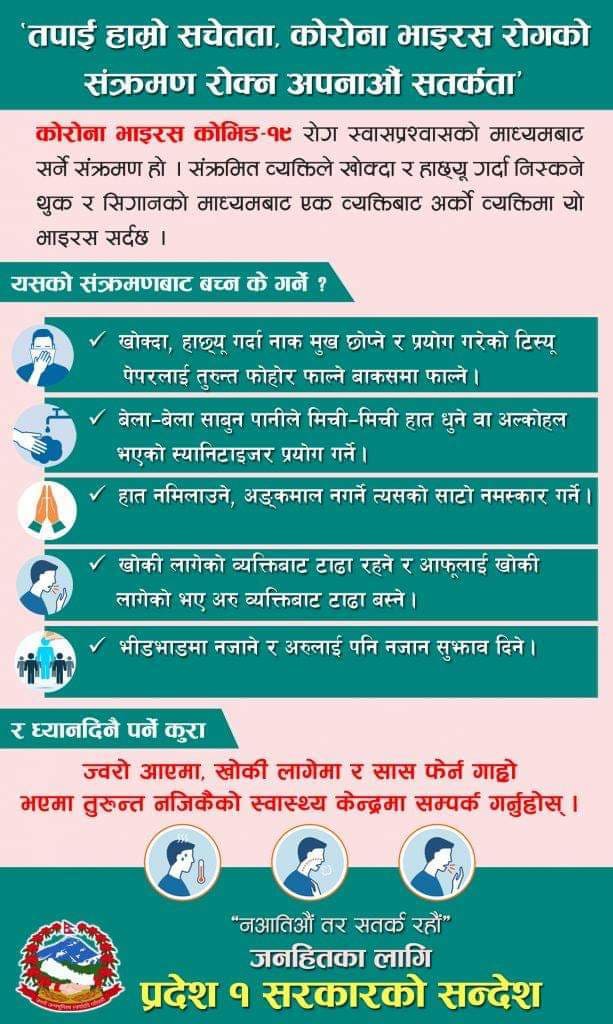 'तपाई हाम्रो सचेतता, कोरोना भाइरस रोगको
संक्रमण रोक्न अपनाऔं सतर्कता'
कोरोना भाइरस कोभिड-१९ रोग स्वासप्रश्वासको माध्यमबाट
सर्ने संक्रमण हो । संक्रमित व्यक्तिले खोक्दा र हाछ्यू गर्दा निस्कने
थुक र सिगानको माध्यमबाट एक व्यक्तिबाट अर्को व्यक्तिमा यो
भाइरस सर्दछ ।
यसको संक्रमणबाट बच्न के गर्ने ?
✓ खोक्दा, हाछ्यू गर्दा नाक मुख छोप्ने र प्रयोग गरेको टिस्यू
पेपरलाई तुरुन्त फोहोर फाल्ने बाकसमा फाल्ने ।
✓ बेला-बेला साबुन पानीले मिची-मिची हात धुने वा अल्कोहल
भएको स्यानिटाइजर प्रयोग गर्ने ।
✓ हात नमिलाउने, अङ्कमाल नगर्ने त्यसको साटो नमस्कार गर्ने ।
✓ खोकी लागेको व्यक्तिबाट टाढा रहने र आफूलाई खोकी
लागेको भए अरु व्यक्तिबाट टाढा बस्ने ।
✓ भीडभाडमा नजाने र अरुलाई पनि नजान सुझाव दिने ।
र ध्यानदिनै पर्ने कुरा
ज्वरो आएमा, खोकी लागेमा र सास फेर्न गाह्रो
भएमा तुरुन्त नजिकैको स्वास्थ्य केन्द्रमा सम्पर्क गर्नुहोस् ।
"नआतिऔं तर सतर्क रहौं"
जनहितका लागि
प्रदेश १ सरकारको सन्देश